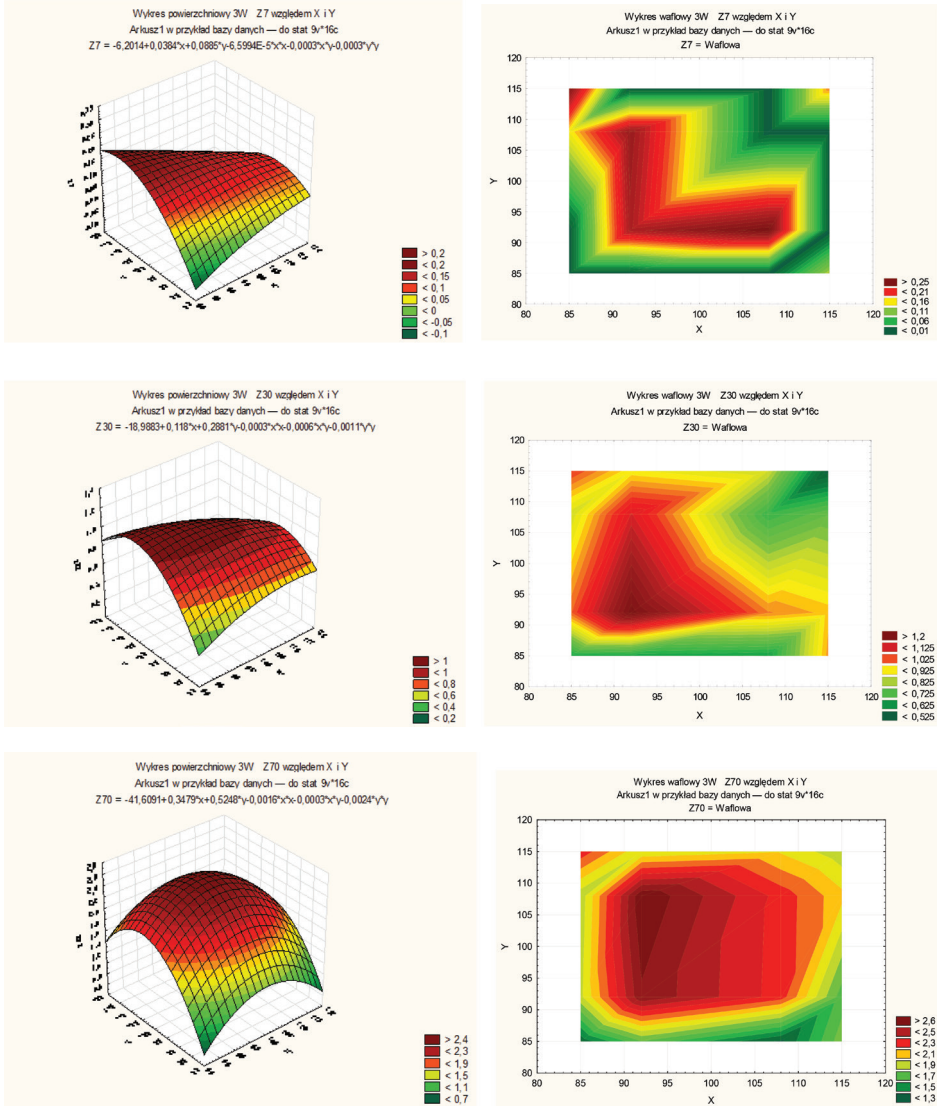 Wykres powierzchniowy 3W Z7 względem X i Y
Arkusz1 w przykład bazy danych — do stat 9v*16c
Z7 = -6,2014+0,0384*x+0,0885*y-6,5994E-5*x*x-0,0003*x*y-0,0003*y*y
> 0,2
< 0,2
< 0,15
< 0,1
< 0,05
< 0
< -0,05
< -0,1
Wykres waflowy 3W Z7 względem X i Y
Arkusz1 w przykład bazy danych — do stat 9v*16c
Z7 = Waflowa
120
115
110
105
100
95
90
85
80
Y
80 85 90 95 100 105 110 115 120
X
> 0,25
< 0,21
< 0,16
< 0,11
< 0,06
< 0,01
Wykres powierzchniowy 3W Z30 względem X i Y
Arkusz1 w przykład bazy danych — do stat 9v*16c
Z30 = -18,9883+0,118*x+0,2881*y-0,0003*x*x-0,0006*x*y-0,0011*y*y
> 1
< 1
< 0,8
< 0,6
< 0,4
< 0,2
Wykres waflowy 3W Z30 względem X i Y
Arkusz1 w przykład bazy danych — do stat 9v*16c
Z30 = Waflowa
120
115
110
105
100
95
90
85
80
Y
80 85 90 95 100 105 110 115 120
X
> 1,2
< 1,125
< 1,025
< 0,925
< 0,825
< 0,725
< 0,625
< 0,525
Wykres powierzchniowy 3W Z70 względem X i Y
Arkusz1 w przykład bazy danych — do stat 9v*16c
Z70 = -41,6091+0,3479*x+0,5248*y-0,0016*x*x-0,0003*x*y-0,0024*y*y
> 2,4
< 2,3
< 1,9
< 1,5
< 1,1
< 0,7
Wykres waflowy 3W Z70 względem X i Y
Arkusz1 w przykład bazy danych — do stat 9v*16c
Z70 = Waflowa
120
115
110
105
100
95
90
85
80
Y
80 85 90 95 100 105 110 115 120
X
> 2,6
< 2,5
< 2,3
< 2,1
< 1,9
< 1,7
< 1,5
< 1,3